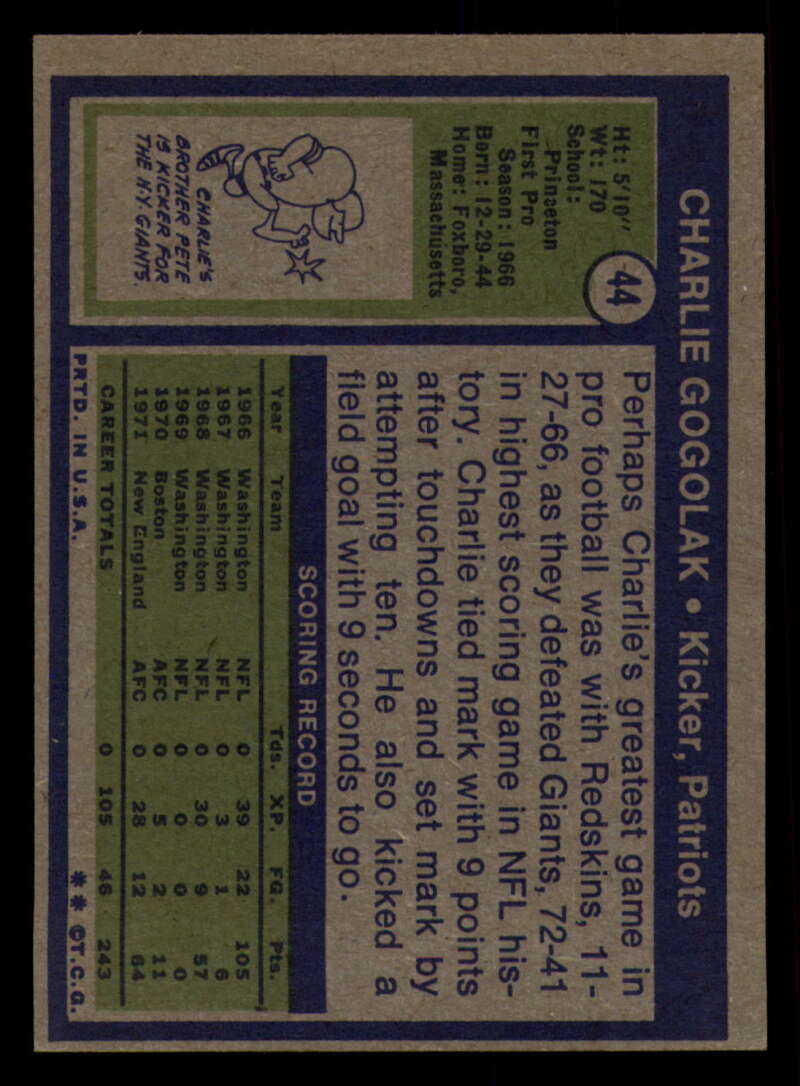 CHARLIE GOGOLAK • Kicker, Patriots
44
Ht: 5'10"
Wt: 170
School:
Princeton
First Pro
Season: 1966
Born: 12-29-44
Home: Foxboro,
Massachusetts
CHARLIE'S
BROTHER PETE
IS KICKER FOR
THE N.Y. GIANTS.
Perhaps Charlie's greatest game in
pro football was with Redskins, 11-
27-66, as they defeated Giants, 72-41
in highest scoring game in NFL his-
tory. Charlie tied mark with 9 points
after touchdowns and set mark by
attempting ten. He also kicked a
field goal with 9 seconds to go.
SCORING RECORD
Year Team Tds. XP. FG. Pts.
1966 Washington NFL 0 39 22 105
1967 Washington NFL 0 3 1 6
1968 Washington NFL 0 30 9 57
1969 Washington NFL 0 0 0 0
1970 Boston AFC 0 5 2 11
1971 New England AFC 0 28 12 64
CAREER TOTALS 0 105 46 243
PRTD. IN U.S.A. ** ©T.C.G.